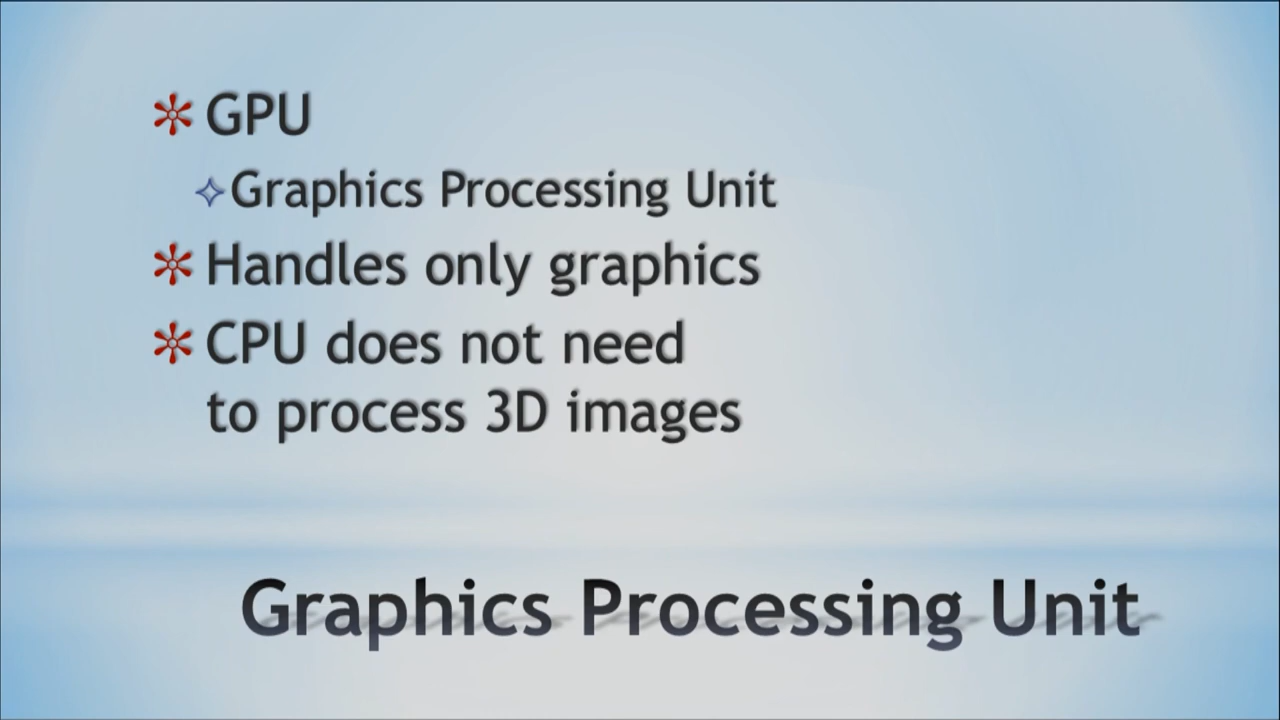 GPU
Graphics Processing Unit
Handles only graphics
CPU does not need
to process 3D images
Graphics Processing Unit